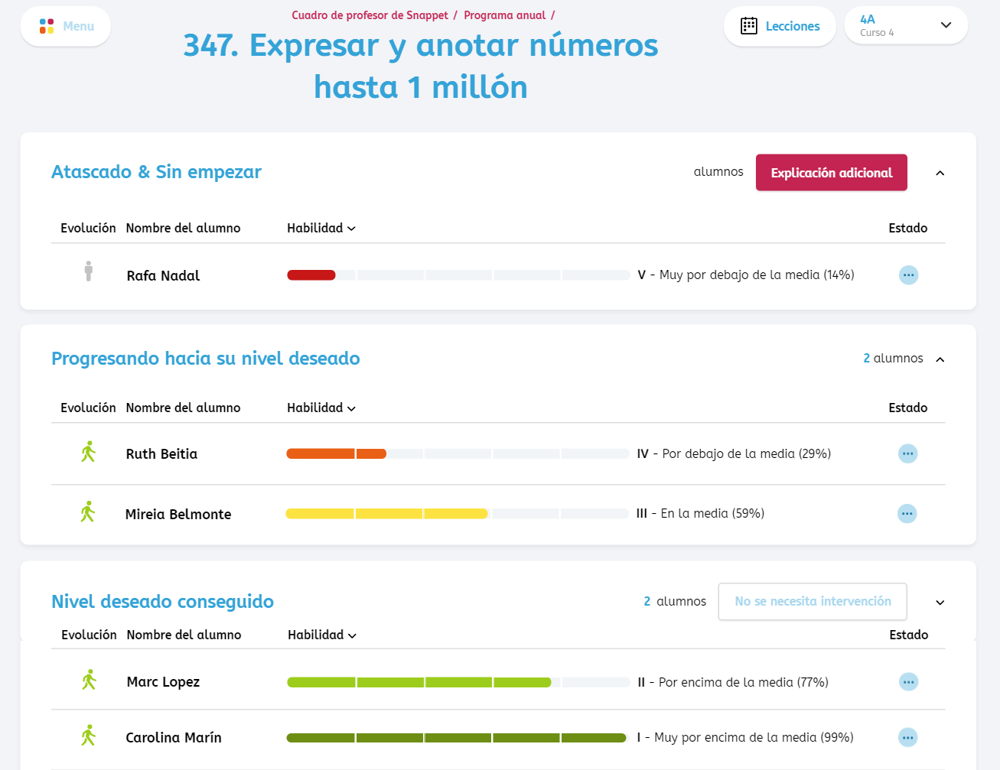 Menu
Cuadro de profesor de Snappet / Programa anual /
347. Expresar y anotar números
hasta 1 millón
Lecciones
4A
Curso 4
Atascado & Sin empezar
alumnos
Explicación adicional
Evolución Nombre del alumno Habilidad Estado
Rafa Nadal V - Muy por debajo de la media (14%)
Progresando hacia su nivel deseado
2 alumnos
Evolución Nombre del alumno Habilidad Estado
Ruth Beitia IV - Por debajo de la media (29%)
Mireia Belmonte III - En la media (59%)
Nivel deseado conseguido
2 alumnos
No se necesita intervención
Evolución Nombre del alumno Habilidad Estado
Marc Lopez II - Por encima de la media (77%)
Carolina Marín I - Muy por encima de la media (99%)